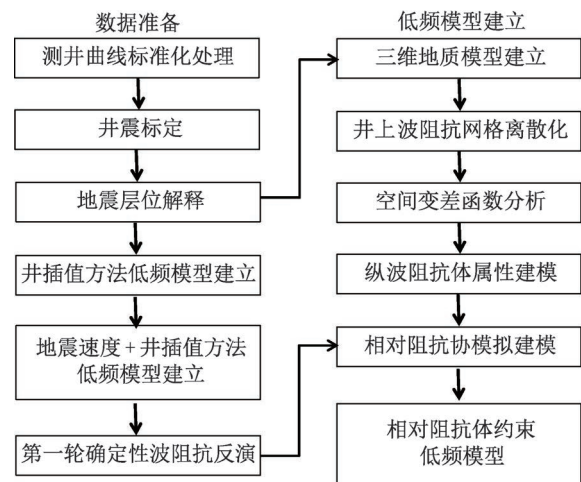 数据准备
测井曲线标准化处理
井震标定
地震层位解释
井插值方法低频模型建立
地震速度+井插值方法
低频模型建立
第一轮确定性波阻抗反演
低频模型建立
三维地质模型建立
井上波阻抗网格离散化
空间变差函数分析
纵波阻抗体属性建模
相对阻抗协模拟建模
相对阻抗体约束
低频模型